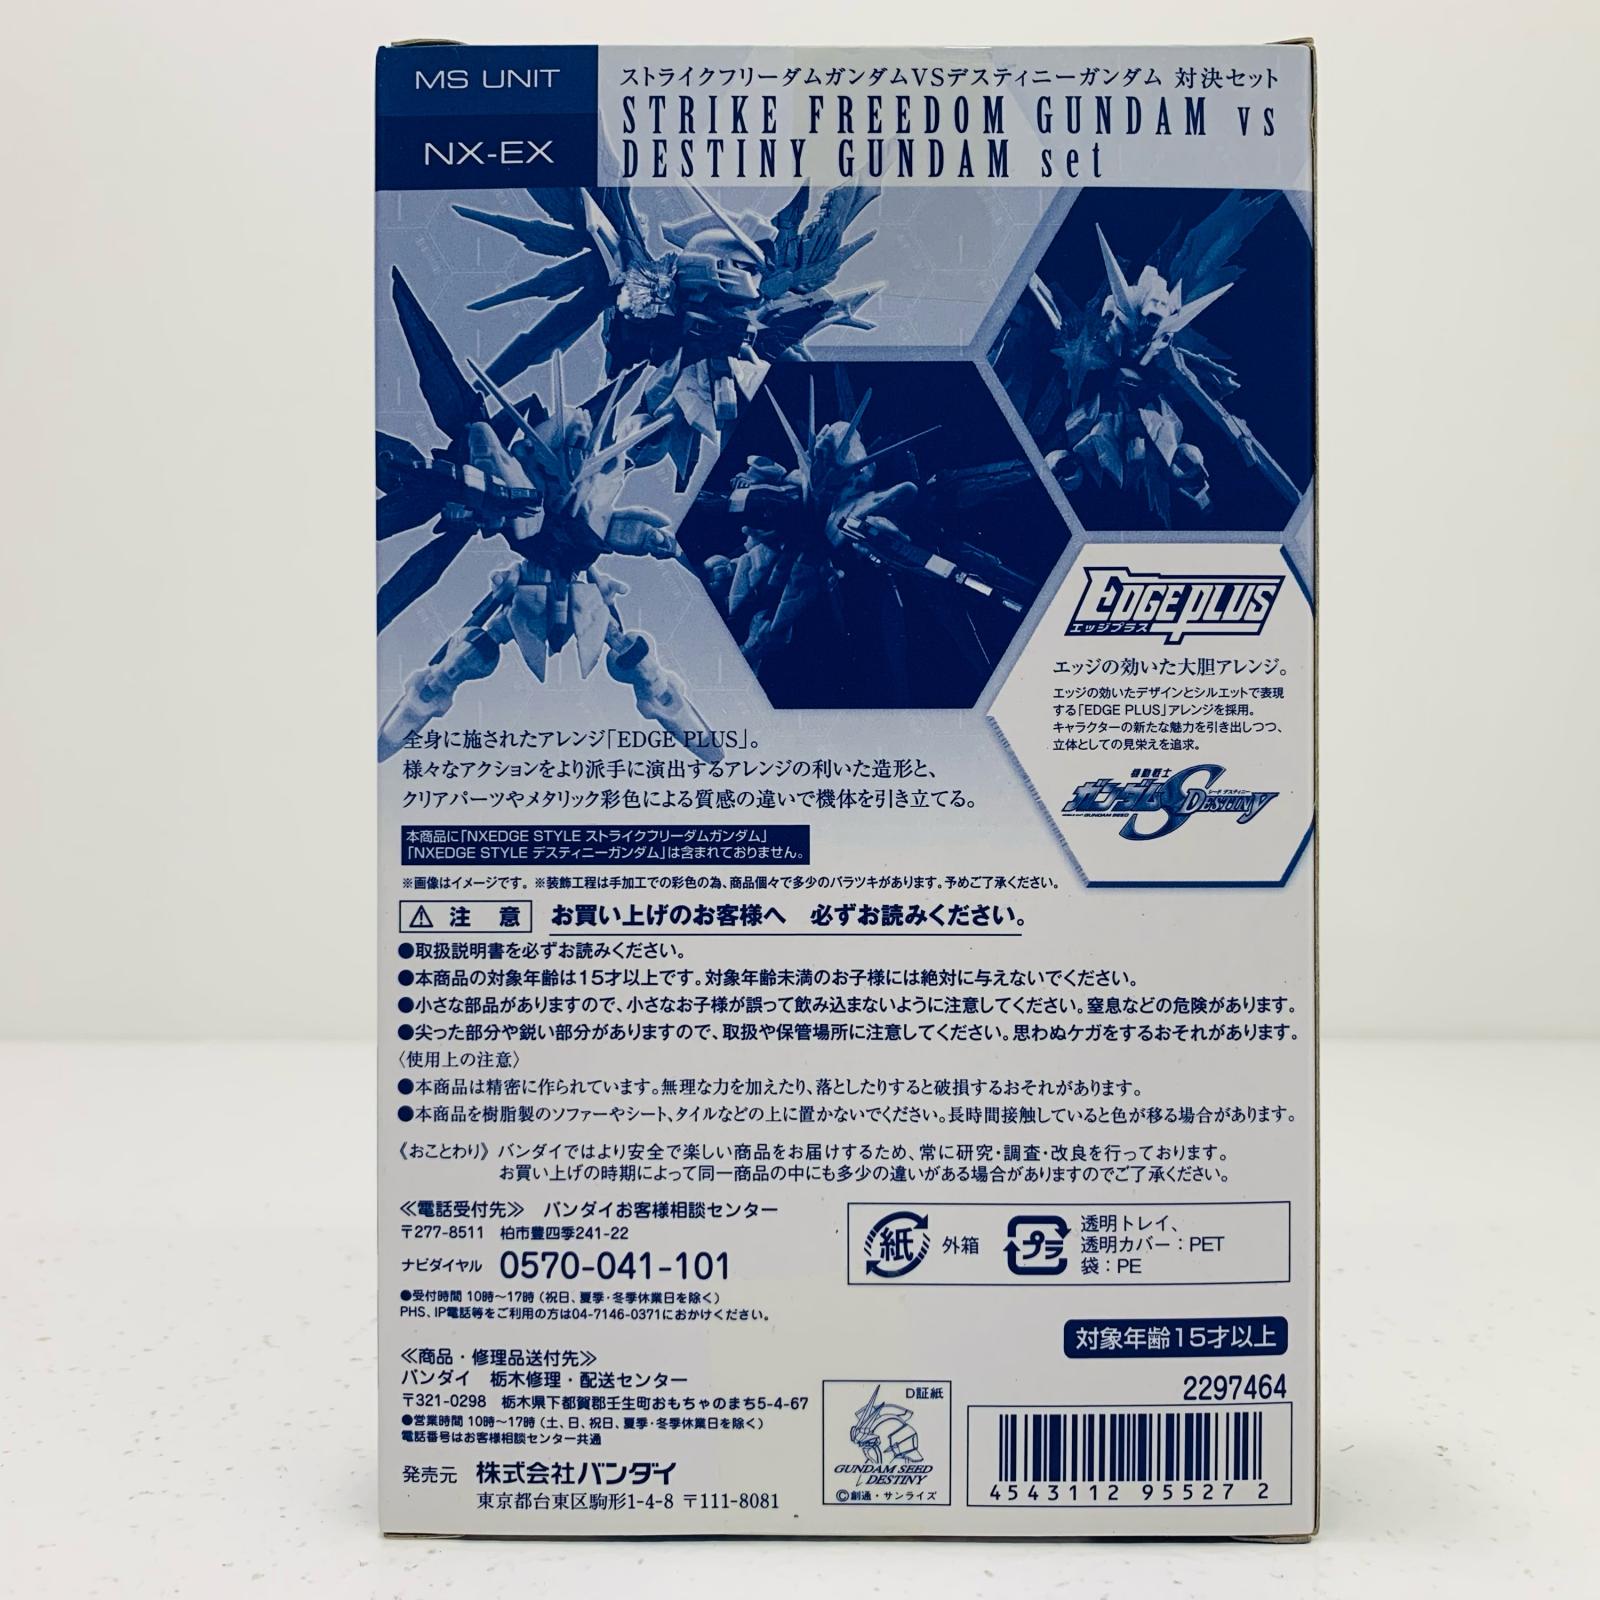 MS UNIT
NX-EX
ストライクフリーダムガンダムVSデスティニーガンダム 対決セット
STRIKE FREEDOM GUNDAM vs
DESTINY GUNDAM set
EDGE PLUS
エッジプラス
エッジの効いた大胆アレンジ。
エッジの効いたデザインとシルエットで表現
する「EDGE PLUS」アレンジを採用。
キャラクターの新たな魅力を引き出しつつ、
立体としての見栄えを追求。
機動戦士
ガンダムSEED DESTINY
シード デスティニー
全身に施されたアレンジ「EDGE PLUS」。
様々なアクションをより派手に演出するアレンジの利いた造形と、
クリアパーツやメタリック彩色による質感の違いで機体を引き立てる。
本商品に「NXEDGE STYLE ストライクフリーダムガンダム」
「NXEDGE STYLE デスティニーガンダム」は含まれておりません。
※画像はイメージです。 ※装飾工程は手加工での彩色の為、商品個々で多少のバラツキがあります。予めご了承ください。
⚠ 注 意 お買い上げのお客様へ 必ずお読みください。
●取扱説明書を必ずお読みください。
●本商品の対象年齢は15才以上です。対象年齢未満のお子様には絶対に与えないでください。
●小さな部品がありますので、小さなお子様が誤って飲み込まないように注意してください。窒息などの危険があります。
●尖った部分や鋭い部分がありますので、取扱や保管場所に注意してください。思わぬケガをするおそれがあります。
〈使用上の注意〉
●本商品は精密に作られています。無理な力を加えたり、落としたりすると破損するおそれがあります。
●本商品を樹脂製のソファーやシート、タイルなどの上に置かないでください。長時間接触していると色が移る場合があります。
《おことわり》 バンダイではより安全で楽しい商品をお届けするため、常に研究・調査・改良を行っております。
お買い上げの時期によって同一商品の中にも多少の違いがある場合がありますのでご了承ください。
≪電話受付先≫ バンダイお客様相談センター
〒277-8511 柏市豊四季241-22
ナビダイヤル 0570-041-101
●受付時間 10時〜17時 (祝日、夏季・冬季休業日を除く)
PHS、IP電話等をご利用の方は04-7146-0371におかけください。
紙 外箱
プラ 透明トレイ、
透明カバー：PET
袋：PE
対象年齢15才以上
≪商品・修理品送付先≫
バンダイ 栃木修理・配送センター
〒321-0298 栃木県下都賀郡壬生町おもちゃのまち5-4-67
●営業時間 10時〜17時 (土、日、祝日、夏季・冬季休業日を除く)
電話番号はお客様相談センター共通
発売元 株式会社バンダイ
東京都台東区駒形1-4-8 〒111-8081
D証紙
GUNDAM SEED
DESTINY
©創通・サンライズ
2297464
4543112 95527 2